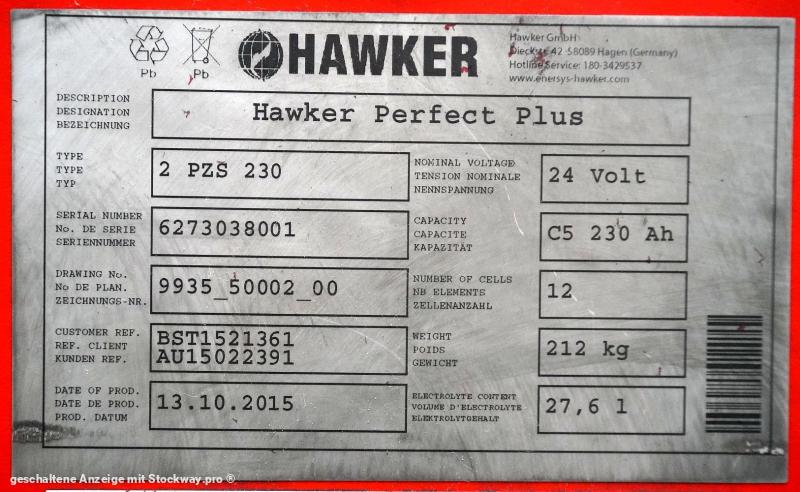 Pb
Pb
HAWKER
Hawker GmbH
Dieckstr. 42 · 58089 Hagen (Germany)
Hotline Service: 180-3429537
www.enersys-hawker.com
DESCRIPTION
DESIGNATION
BEZEICHNUNG
Hawker Perfect Plus
TYPE
TYPE
TYP
2 PZS 230
NOMINAL VOLTAGE
TENSION NOMINALE
NENNSPANNUNG
24 Volt
SERIAL NUMBER
No. DE SERIE
SERIENNUMMER
6273038001
CAPACITY
CAPACITE
KAPAZITÄT
C5 230 Ah
DRAWING No.
No DE PLAN.
ZEICHNUNGS-NR.
9935_50002_00
NUMBER OF CELLS
NB ELEMENTS
ZELLENANZAHL
12
CUSTOMER REF.
REF. CLIENT
KUNDEN REF.
BST1521361
AU15022391
WEIGHT
POIDS
GEWICHT
212 kg
DATE OF PROD.
DATE DE PROD.
PROD. DATUM
13.10.2015
ELECTROLYTE CONTENT
VOLUME D'ELECTROLYTE
ELEKTROLYTGEHALT
27,6 l
geschaltene Anzeige mit Stockway.pro ®